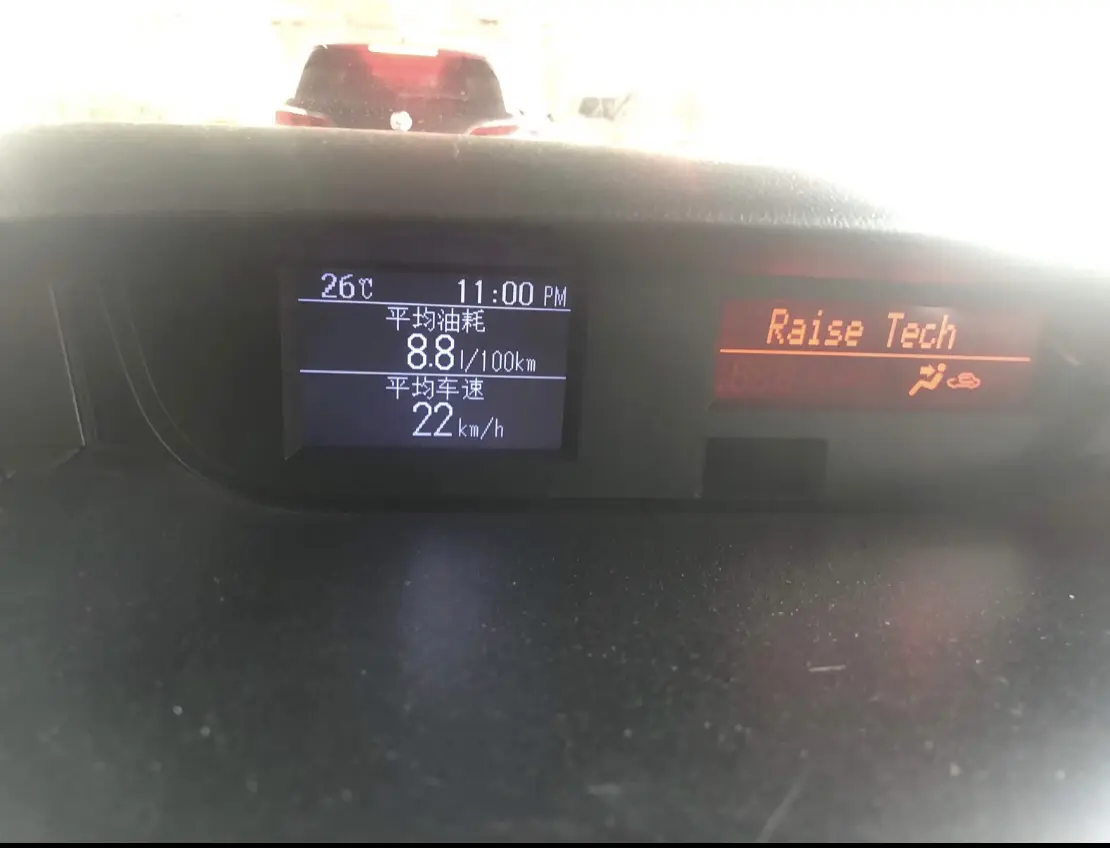 26℃ 11:00 PM
平均油耗
8.8 l/100km
平均车速
22 km/h
Raise Tech